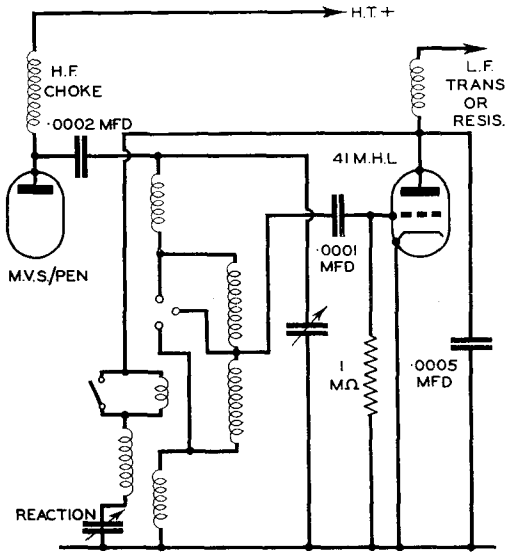 H.T.+
H.F.
CHOKE
·0002 MFD
M.V.S./PEN
L.F.
TRANS
OR
RESIS.
41 M.H.L
·0001
MFD
1
MΩ
·0005
MFD
REACTION